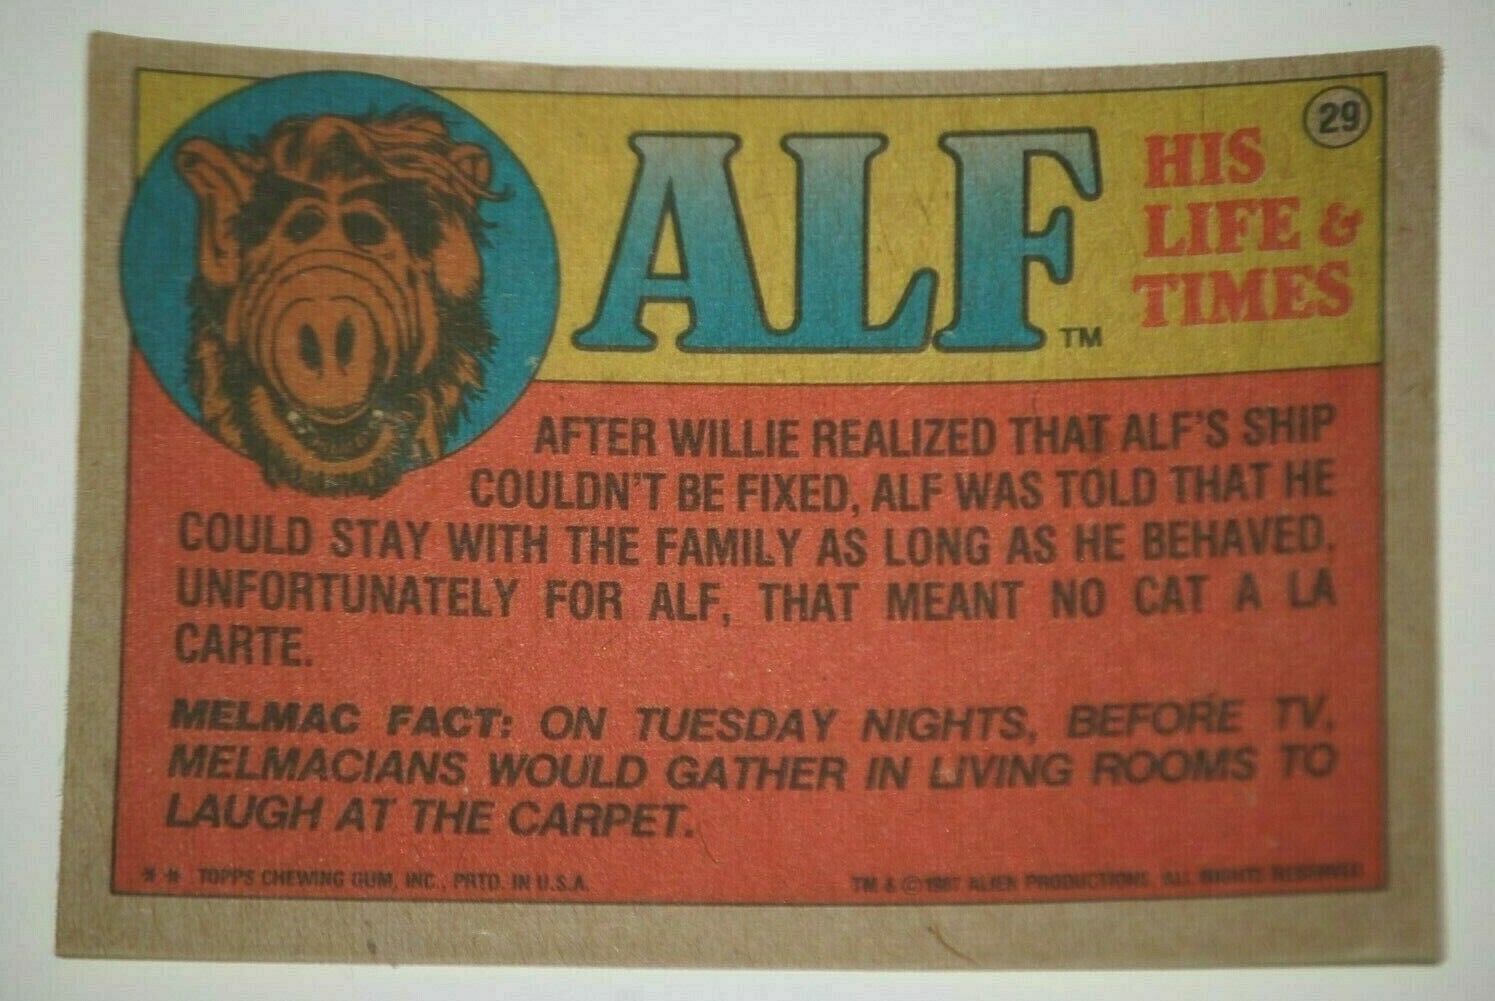 29
ALF TM
HIS
LIFE &
TIMES
AFTER WILLIE REALIZED THAT ALF'S SHIP
COULDN'T BE FIXED, ALF WAS TOLD THAT HE
COULD STAY WITH THE FAMILY AS LONG AS HE BEHAVED.
UNFORTUNATELY FOR ALF, THAT MEANT NO CAT A LA
CARTE.
MELMAC FACT: ON TUESDAY NIGHTS, BEFORE TV,
MELMACIANS WOULD GATHER IN LIVING ROOMS TO
LAUGH AT THE CARPET.
** TOPPS CHEWING GUM, INC., PRTD. IN U.S.A.
TM & © 1987 ALIEN PRODUCTIONS. ALL RIGHTS RESERVED